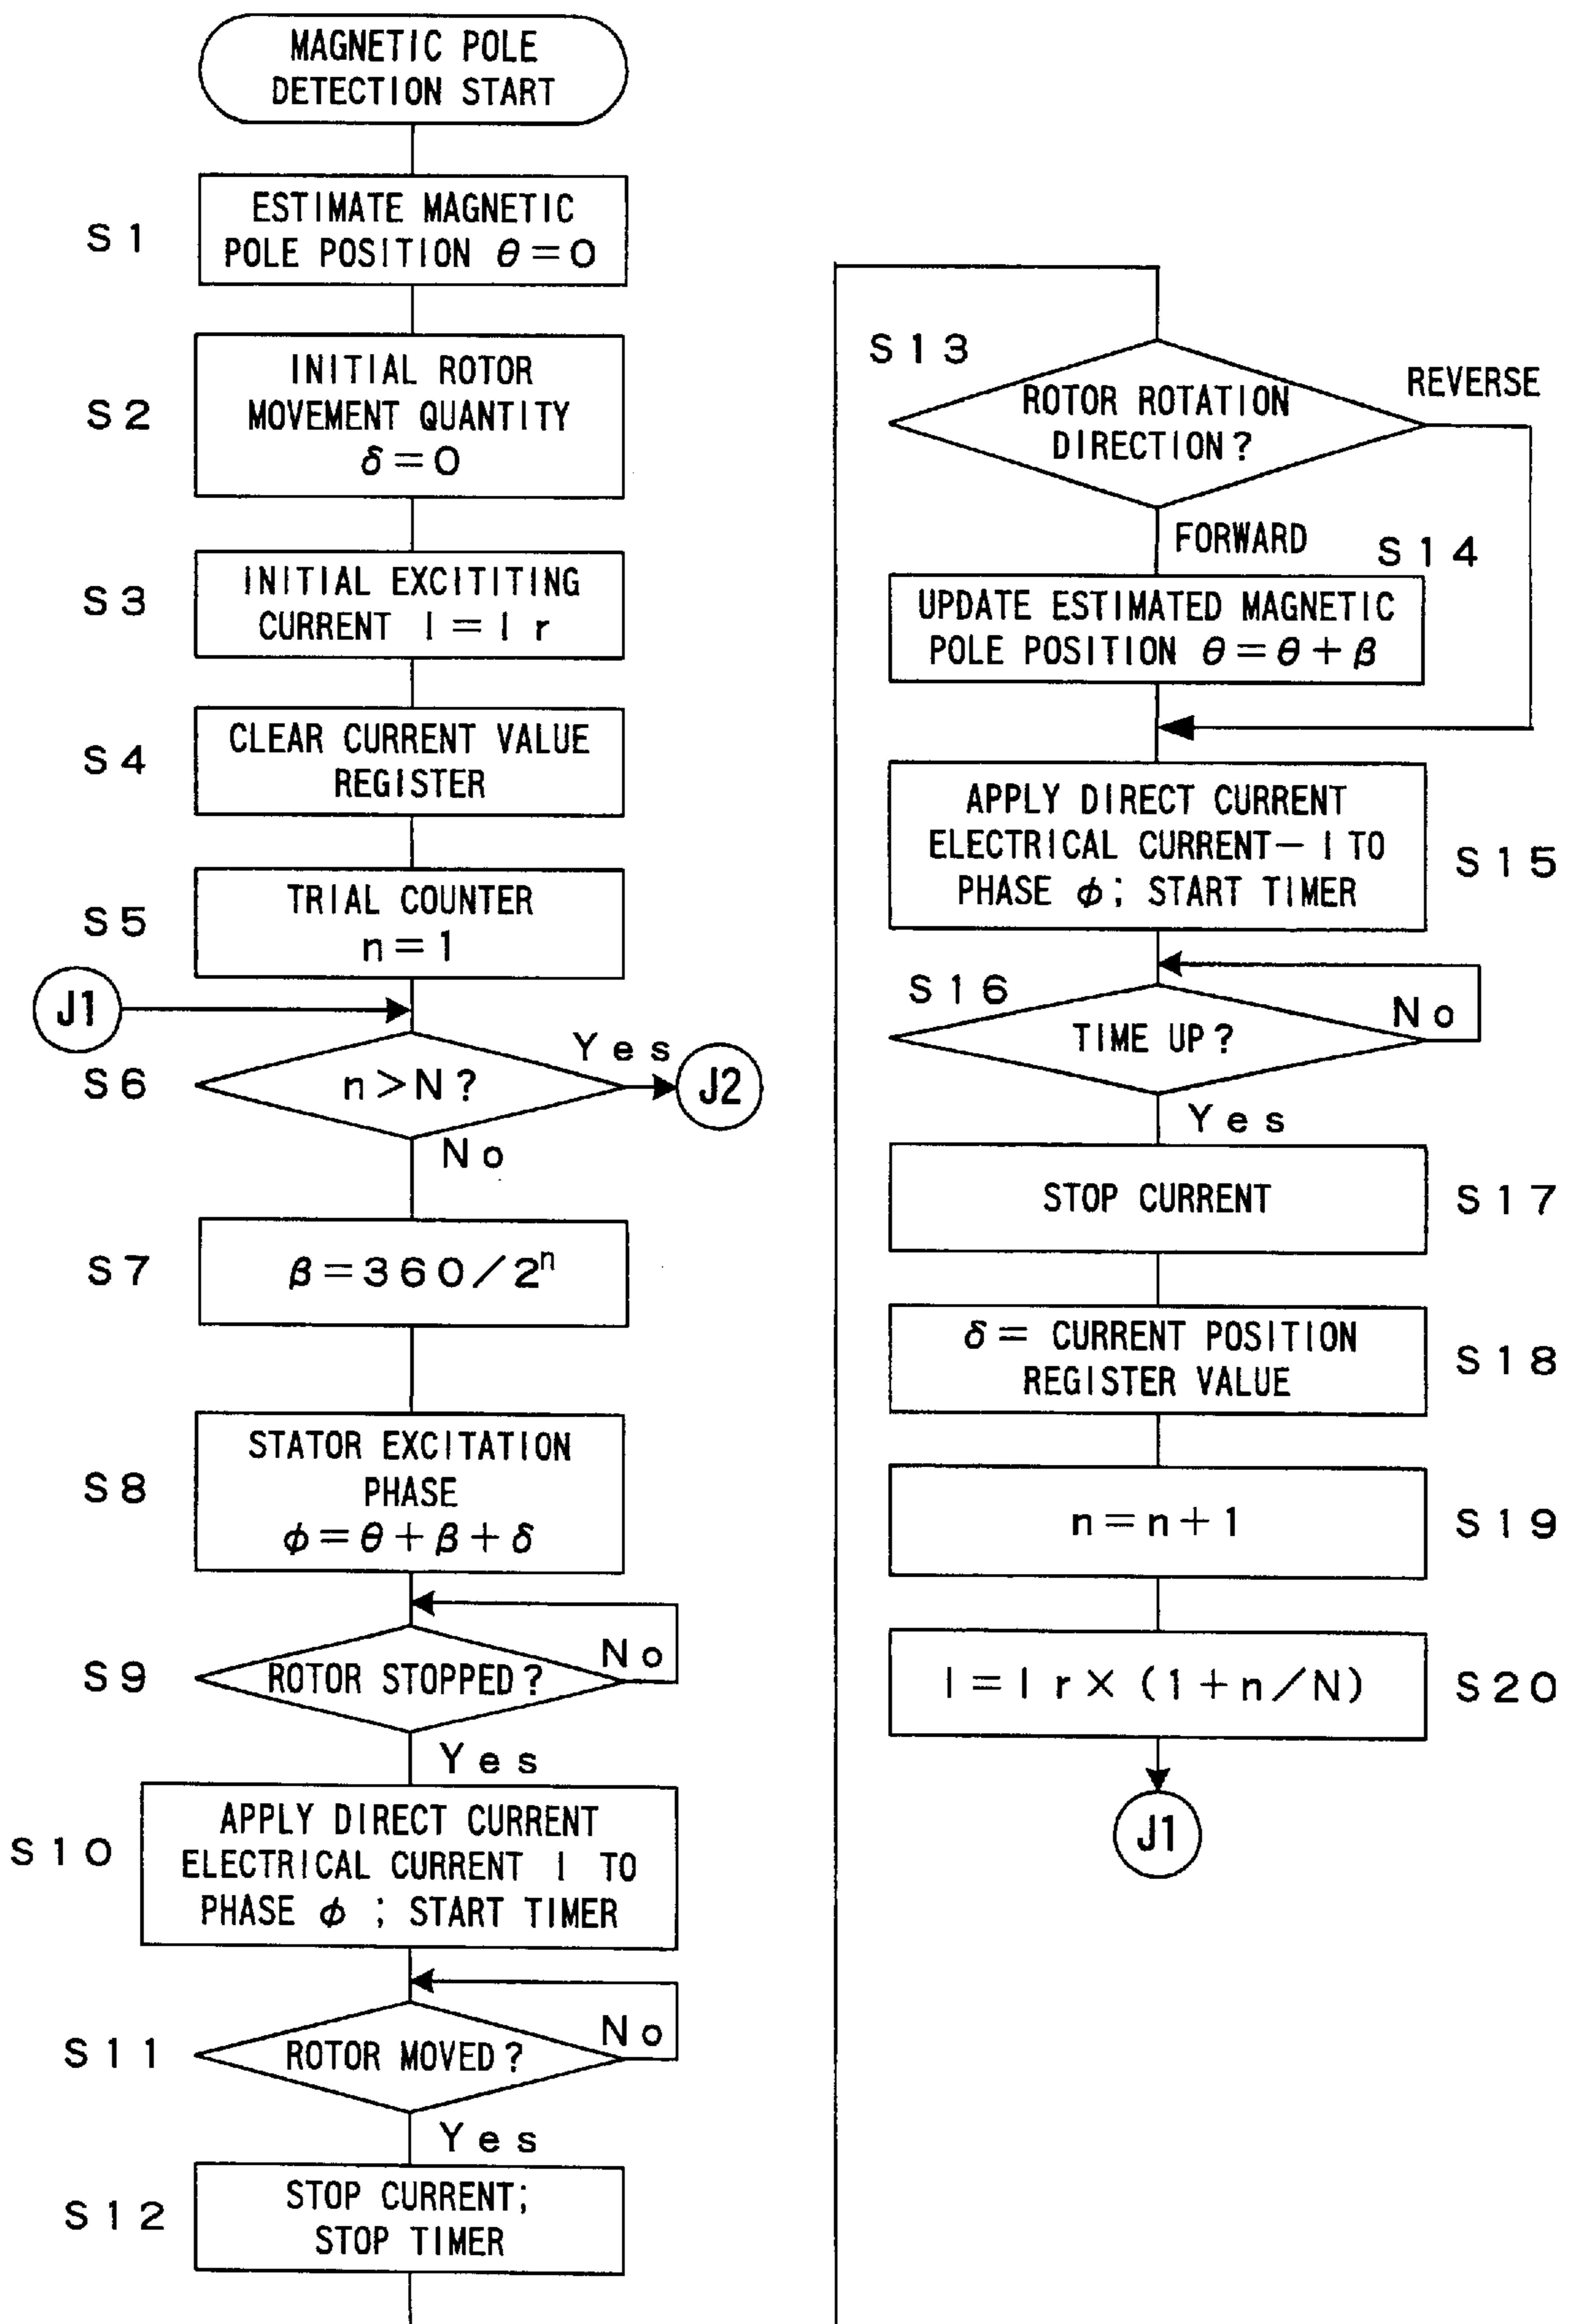 MAGNETIC POLE
DETECTION START
S1
ESTIMATE MAGNETIC
POLE POSITION θ=0
S2
INITIAL ROTOR
MOVEMENT QUANTITY
δ=0
S3
INITIAL EXCITITING
CURRENT I = I r
S4
CLEAR CURRENT VALUE
REGISTER
S5
TRIAL COUNTER
n=1
J1
S6
n>N?
Yes
J2
No
S7
β=360/2ⁿ
S8
STATOR EXCITATION
PHASE
φ=θ+β+δ
S9
ROTOR STOPPED?
No
Yes
S10
APPLY DIRECT CURRENT
ELECTRICAL CURRENT I TO
PHASE φ ; START TIMER
S11
ROTOR MOVED?
No
Yes
S12
STOP CURRENT;
STOP TIMER
S13
ROTOR ROTATION
DIRECTION?
REVERSE
FORWARD
S14
UPDATE ESTIMATED MAGNETIC
POLE POSITION θ=θ+β
APPLY DIRECT CURRENT
ELECTRICAL CURRENT– I TO
PHASE φ; START TIMER
S15
S16
TIME UP?
No
Yes
STOP CURRENT
S17
δ= CURRENT POSITION
REGISTER VALUE
S18
n=n+1
S19
I = I r×(1+n/N)
S20
J1